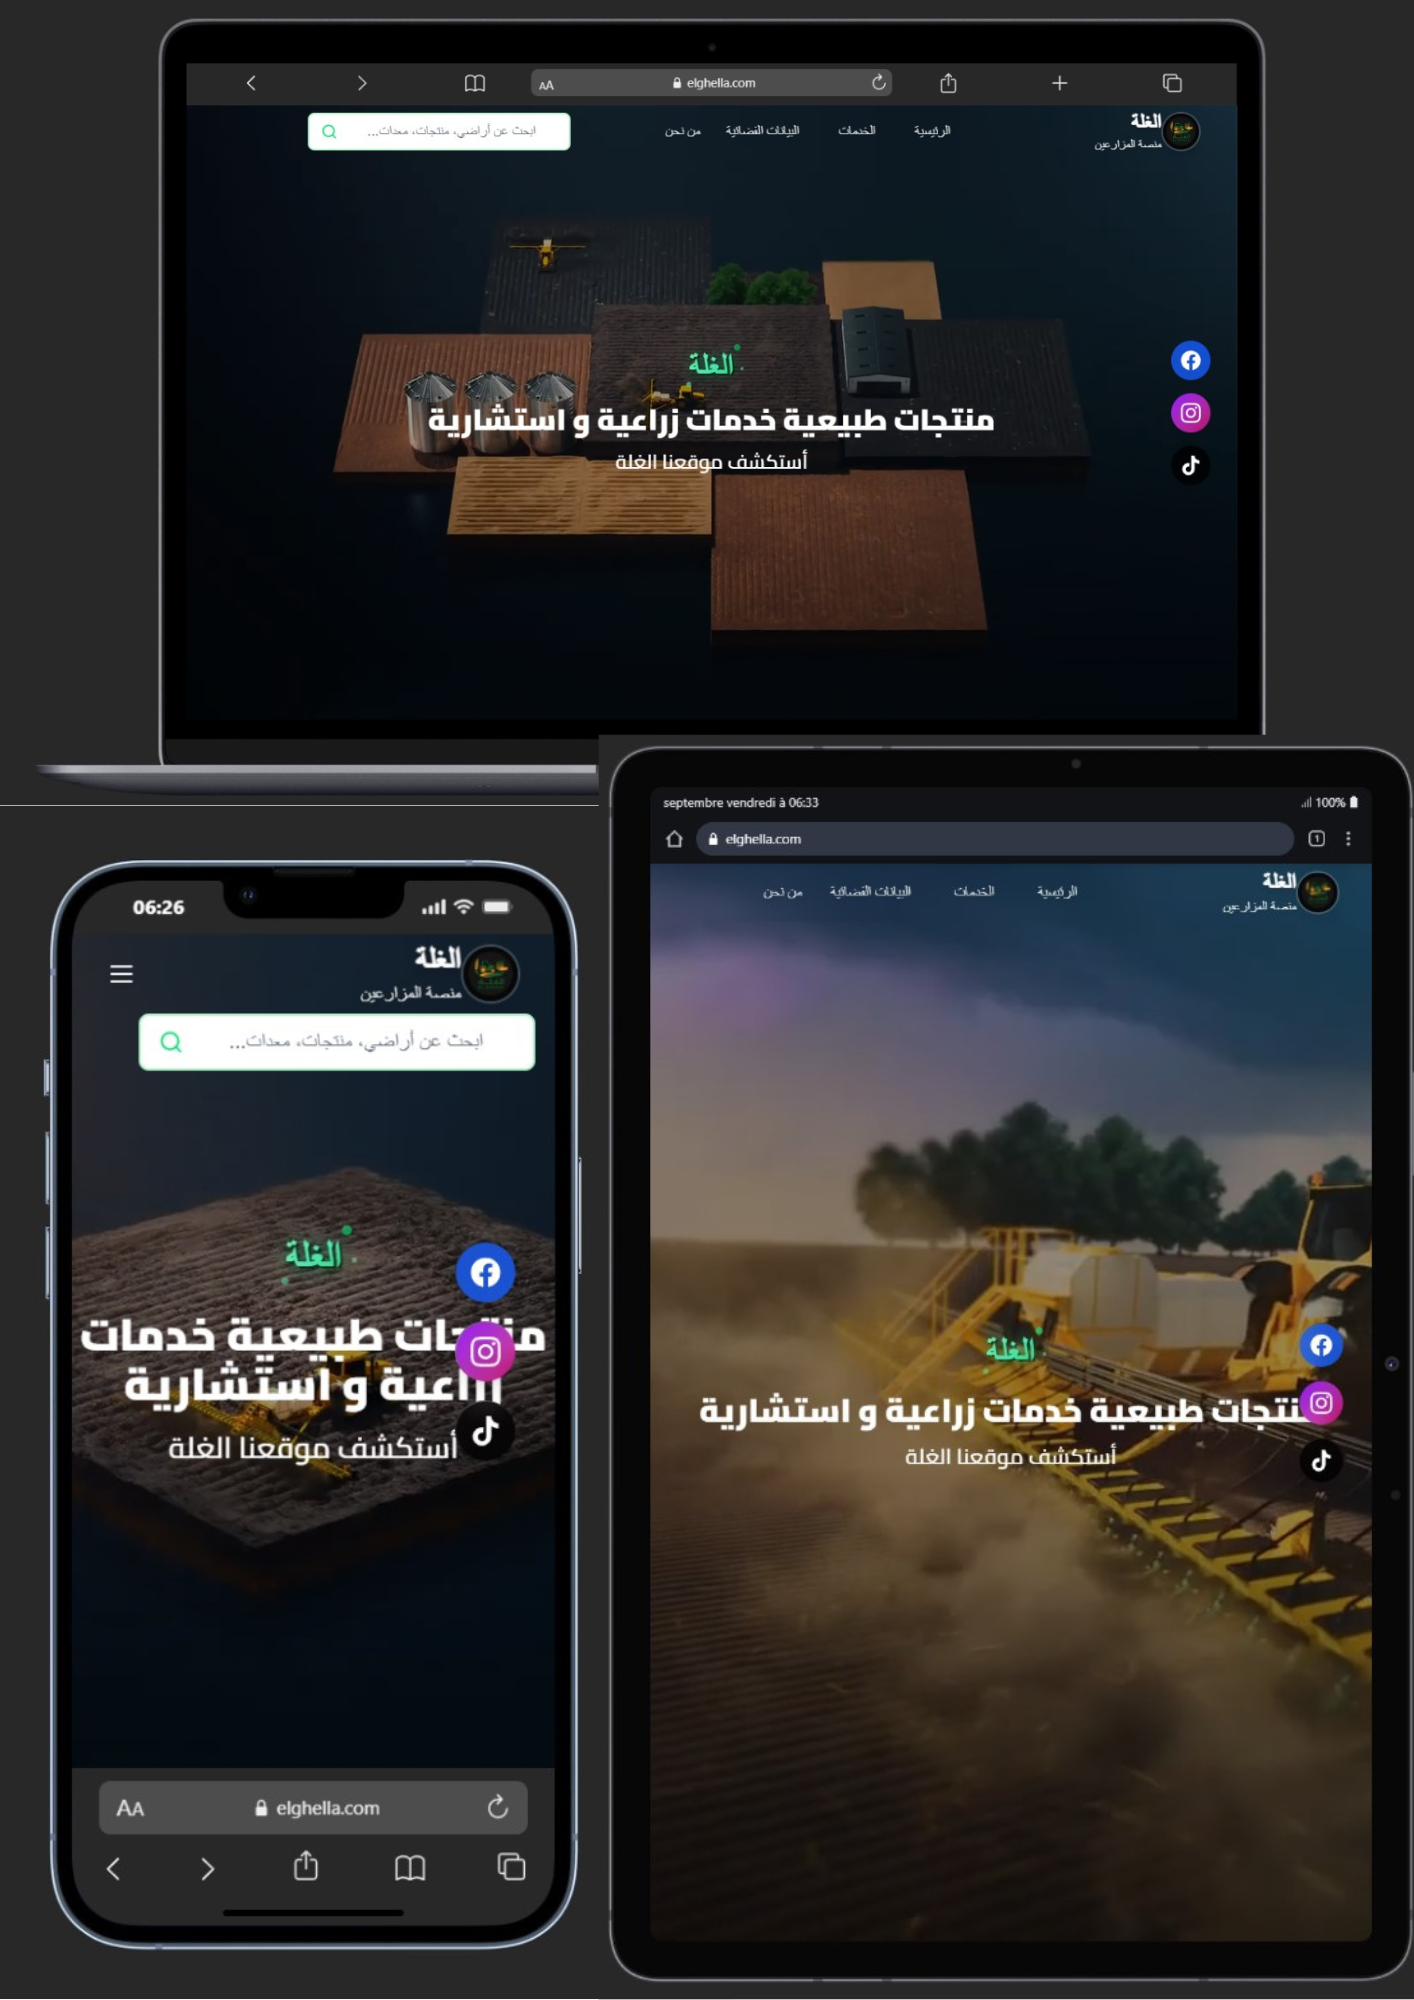 elghella.com
الغلة
منصة المزارعين
الرئيسية
الخدمات
البيانات الفضائية
من نحن
ابحث عن أراضي، منتجات، معدات...
الغلة
منتجات طبيعية خدمات زراعية و استشارية
أستكشف موقعنا الغلة
06:26
الغلة
منصة المزارعين
ابحث عن أراضي، منتجات، معدات...
الغلة
منتجات طبيعية خدمات
زراعية و استشارية
أستكشف موقعنا الغلة
AA
elghella.com
septembre vendredi à 06:33
100%
elghella.com
1
الغلة
منصة المزارعين
الرئيسية
الخدمات
البيانات الفضائية
من نحن
الغلة
منتجات طبيعية خدمات زراعية و استشارية
أستكشف موقعنا الغلة